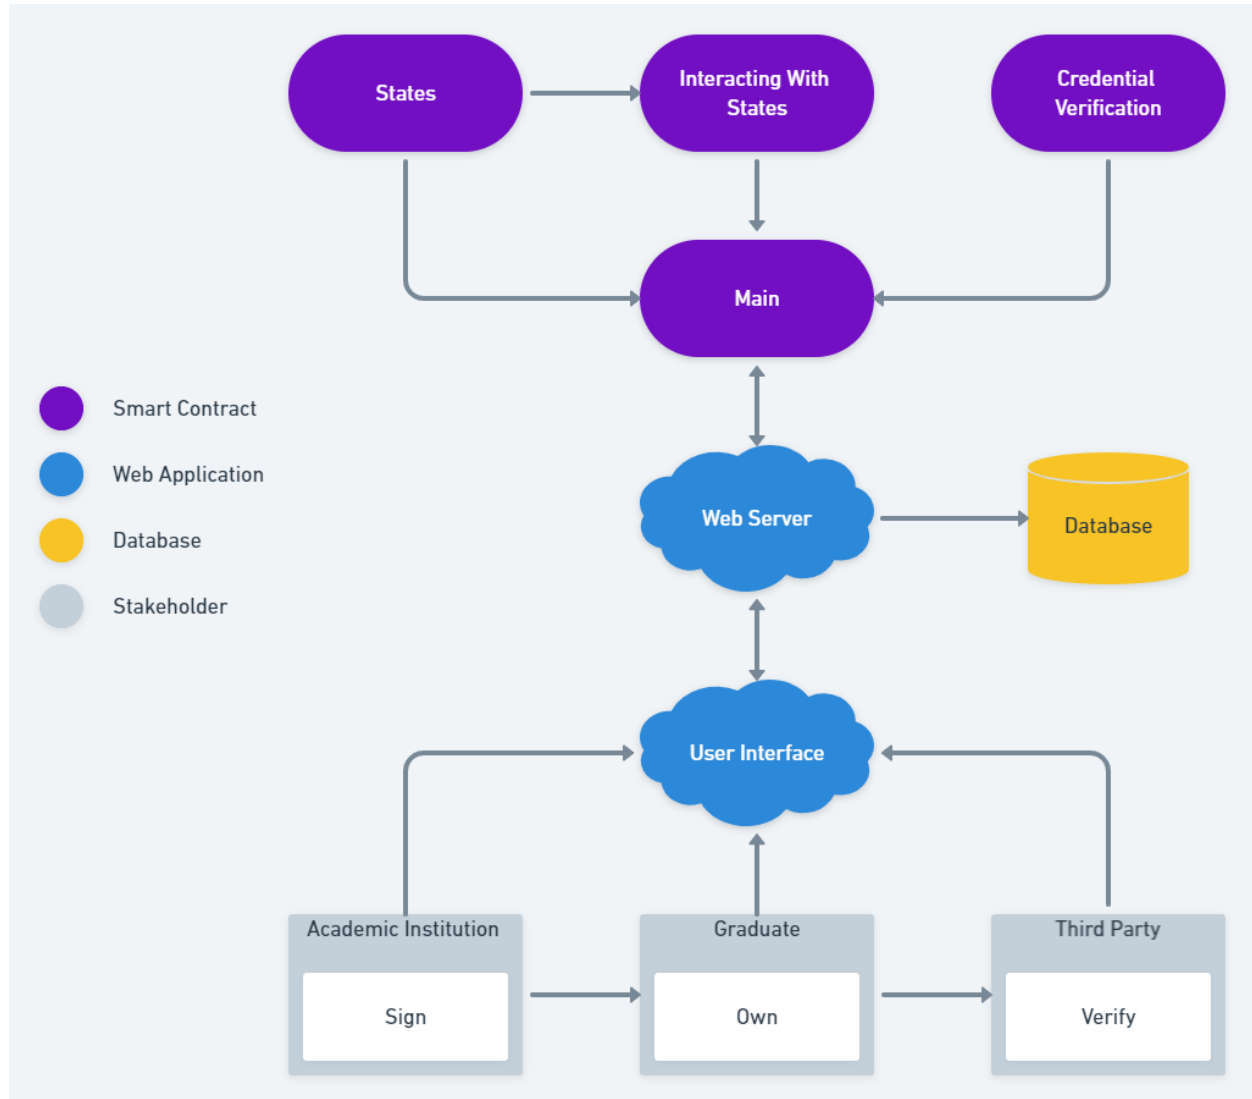 States
Interacting With
States
Credential
Verification
Main
Smart Contract
Web Application
Database
Stakeholder
Web Server
Database
User Interface
Academic Institution
Graduate
Third Party
Sign
Own
Verify